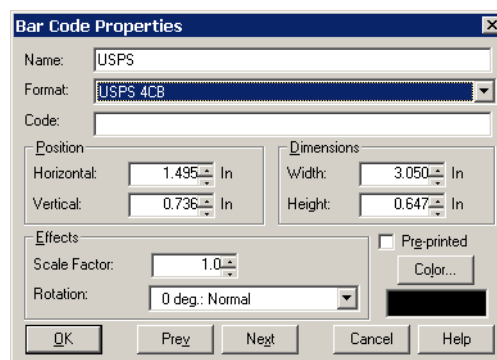 Bar Code Properties
Name: USPS
Format: USPS 4CB
Code:
Position
Horizontal: 1.495 In
Vertical: 0.736 In
Dimensions
Width: 3.050 In
Height: 0.647 In
Effects
Scale Factor: 1.0
Rotation: 0 deg.: Normal
Pre-printed
Color...
OK Prev Next Cancel Help